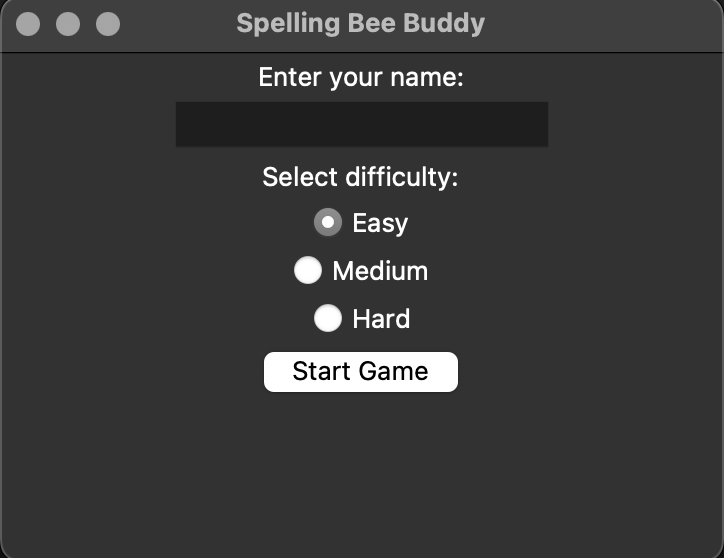 Spelling Bee Buddy
Enter your name:
Select difficulty:
Easy
Medium
Hard
Start Game